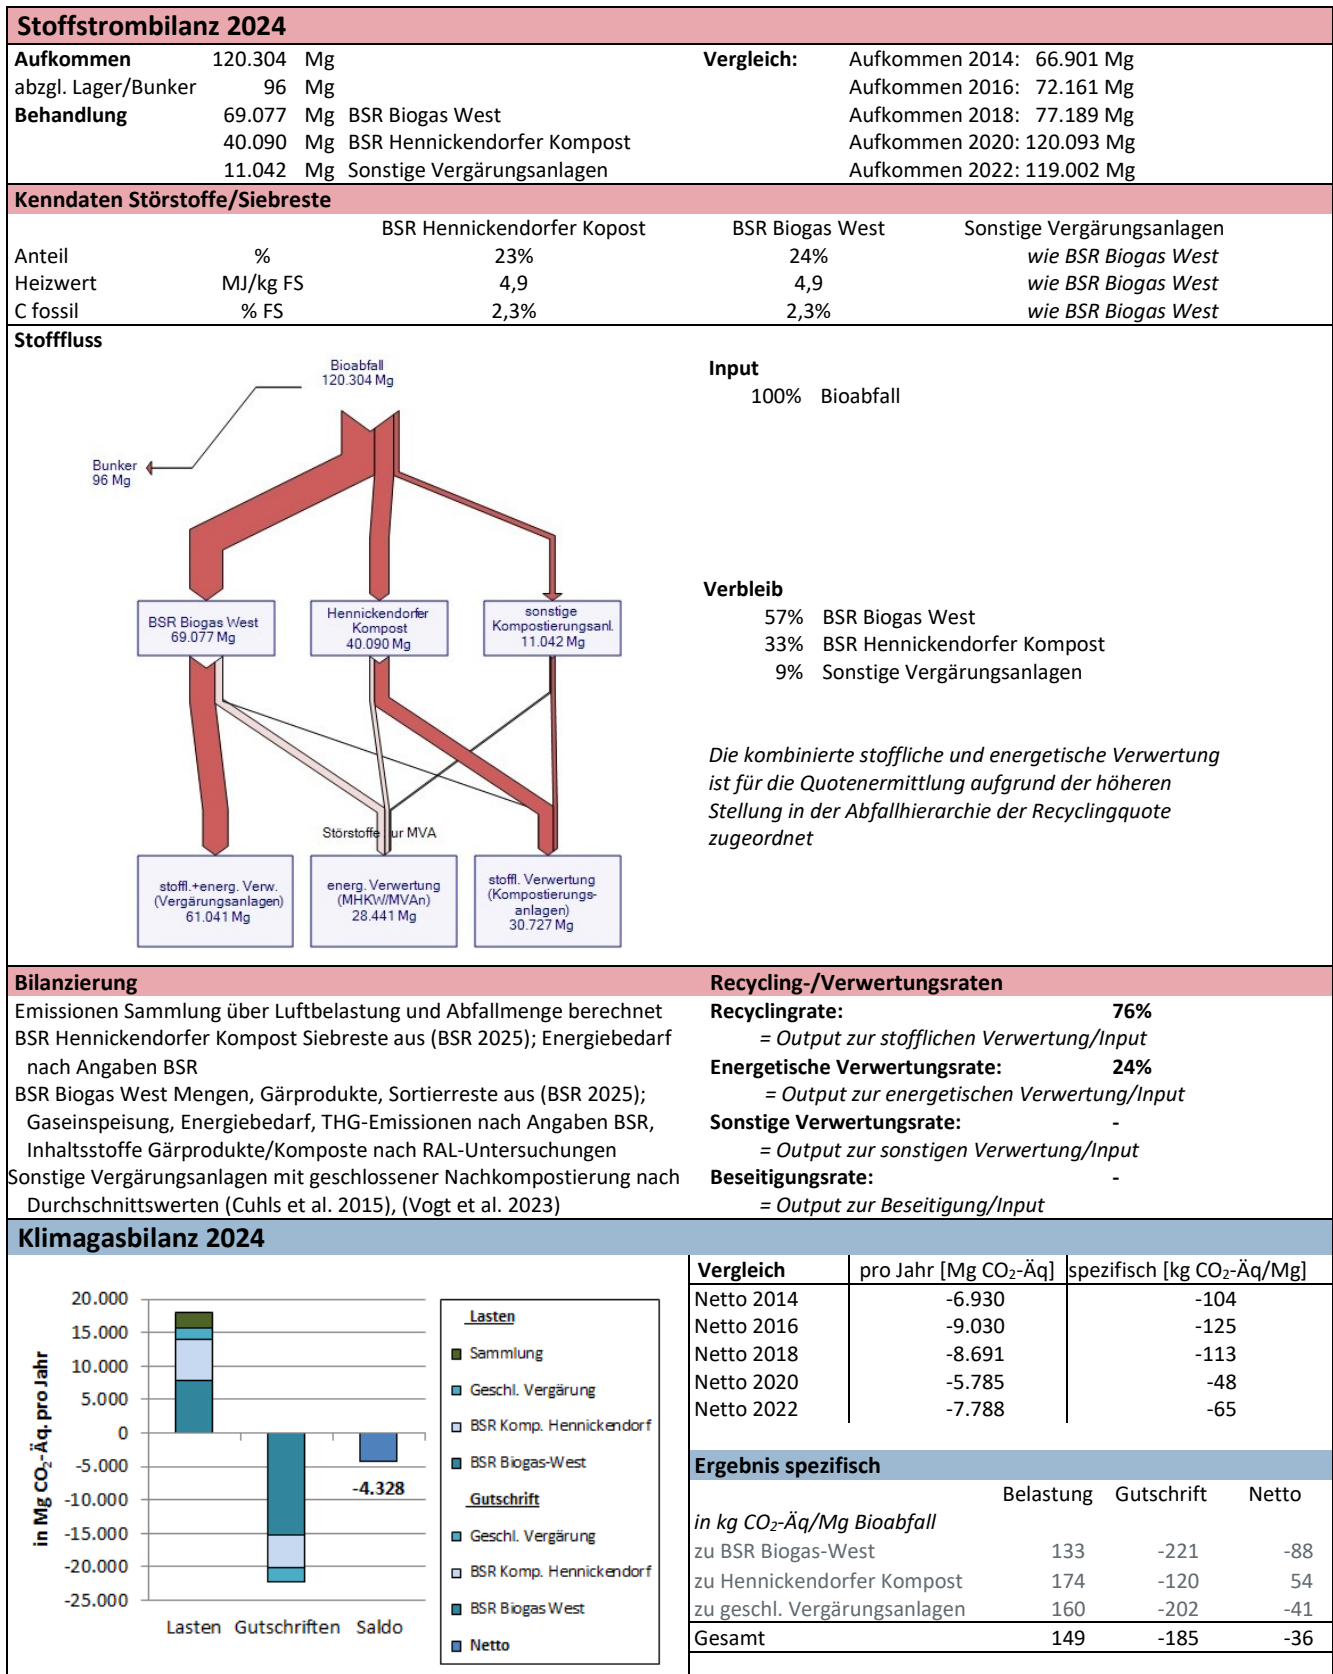 Stoffstrombilanz 2024
Aufkommen 120.304 Mg Vergleich: Aufkommen 2014: 66.901 Mg
abzgl. Lager/Bunker 96 Mg Aufkommen 2016: 72.161 Mg
Behandlung 69.077 Mg BSR Biogas West Aufkommen 2018: 77.189 Mg
40.090 Mg BSR Hennickendorfer Kompost Aufkommen 2020: 120.093 Mg
11.042 Mg Sonstige Vergärungsanlagen Aufkommen 2022: 119.002 Mg
Kenndaten Störstoffe/Siebreste
BSR Hennickendorfer Kopost BSR Biogas West Sonstige Vergärungsanlagen
Anteil % 23% 24% wie BSR Biogas West
Heizwert MJ/kg FS 4,9 4,9 wie BSR Biogas West
C fossil % FS 2,3% 2,3% wie BSR Biogas West
Stofffluss
Bioabfall
120.304 Mg
Bunker
96 Mg
BSR Biogas West
69.077 Mg
Hennickendorfer
Kompost
40.090 Mg
sonstige
Kompostierungsanl.
11.042 Mg
Störstoffe ur MVA
stoffl.+energ. Verw.
(Vergärungsanlagen)
61.041 Mg
energ. Verwertung
(MHKW/MVAn)
28.441 Mg
stoffl. Verwertung
(Kompostierungs-
anlagen)
30.727 Mg
Input
100% Bioabfall
Verbleib
57% BSR Biogas West
33% BSR Hennickendorfer Kompost
9% Sonstige Vergärungsanlagen
Die kombinierte stoffliche und energetische Verwertung
ist für die Quotenermittlung aufgrund der höheren
Stellung in der Abfallhierarchie der Recyclingquote
zugeordnet
Bilanzierung
Emissionen Sammlung über Luftbelastung und Abfallmenge berechnet
BSR Hennickendorfer Kompost Siebreste aus (BSR 2025); Energiebedarf
nach Angaben BSR
BSR Biogas West Mengen, Gärprodukte, Sortierreste aus (BSR 2025);
Gaseinspeisung, Energiebedarf, THG-Emissionen nach Angaben BSR,
Inhaltsstoffe Gärprodukte/Komposte nach RAL-Untersuchungen
Sonstige Vergärungsanlagen mit geschlossener Nachkompostierung nach
Durchschnittswerten (Cuhls et al. 2015), (Vogt et al. 2023)
Recycling-/Verwertungsraten
Recyclingrate: 76%
= Output zur stofflichen Verwertung/Input
Energetische Verwertungsrate: 24%
= Output zur energetischen Verwertung/Input
Sonstige Verwertungsrate: -
= Output zur sonstigen Verwertung/Input
Beseitigungsrate: -
= Output zur Beseitigung/Input
Klimagasbilanz 2024
in Mg CO₂-Äq. pro Jahr
20.000
15.000
10.000
5.000
0
-5.000
-10.000
-15.000
-20.000
-25.000
-4.328
Lasten Gutschriften Saldo
Lasten
Sammlung
Geschl. Vergärung
BSR Komp. Hennickendorf
BSR Biogas-West
Gutschrift
Geschl. Vergärung
BSR Komp. Hennickendorf
BSR Biogas West
Netto
Vergleich pro Jahr [Mg CO₂-Äq] spezifisch [kg CO₂-Äq/Mg]
Netto 2014 -6.930 -104
Netto 2016 -9.030 -125
Netto 2018 -8.691 -113
Netto 2020 -5.785 -48
Netto 2022 -7.788 -65
Ergebnis spezifisch
Belastung Gutschrift Netto
in kg CO₂-Äq/Mg Bioabfall
zu BSR Biogas-West 133 -221 -88
zu Hennickendorfer Kompost 174 -120 54
zu geschl. Vergärungsanlagen 160 -202 -41
Gesamt 149 -185 -36